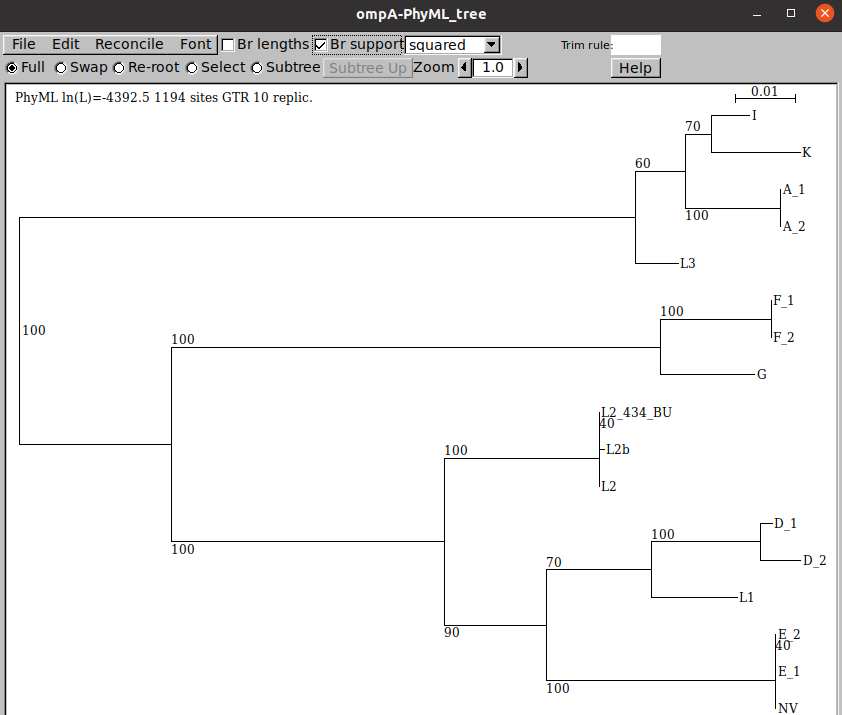 ompA-PhyML_tree
File Edit Reconcile Font Br lengths Br support squared Trim rule:
Full Swap Re-root Select Subtree Subtree Up Zoom 1.0 Help
PhyML ln(L)=-4392.5 1194 sites GTR 10 replic.
0.01
I
70
K
60
A_1
100
A_2
L3
F_1
100
100
F_2
100
G
L2_434_BU
40
100
L2b
L2
D_1
100
100
D_2
70
L1
90
E_2
40
E_1
100
NV